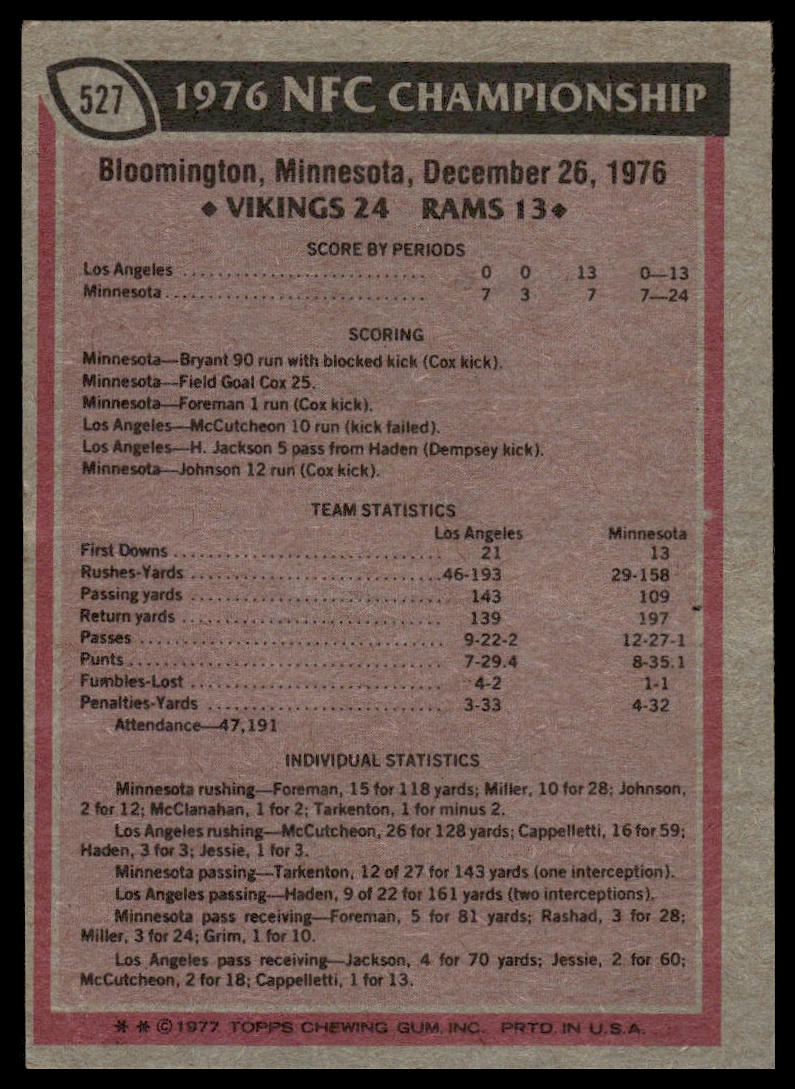 527
1976 NFC CHAMPIONSHIP
Bloomington, Minnesota, December 26, 1976
◆ VIKINGS 24 RAMS 13 ◆
SCORE BY PERIODS
Los Angeles ............................ 0 0 13 0—13
Minnesota ............................. 7 3 7 7—24
SCORING
Minnesota—Bryant 90 run with blocked kick (Cox kick).
Minnesota—Field Goal Cox 25.
Minnesota—Foreman 1 run (Cox kick).
Los Angeles—McCutcheon 10 run (kick failed).
Los Angeles—H. Jackson 5 pass from Haden (Dempsey kick).
Minnesota—Johnson 12 run (Cox kick).
TEAM STATISTICS
Los Angeles Minnesota
First Downs ............................... 21 13
Rushes-Yards ............................ 46-193 29-158
Passing yards ............................ 143 109
Return yards ............................. 139 197
Passes .................................. 9-22-2 12-27-1
Punts ................................... 7-29.4 8-35.1
Fumbles-Lost ............................ 4-2 1-1
Penalties-Yards .......................... 3-33 4-32
Attendance—47,191
INDIVIDUAL STATISTICS
Minnesota rushing—Foreman, 15 for 118 yards; Miller, 10 for 28; Johnson,
2 for 12; McClanahan, 1 for 2; Tarkenton, 1 for minus 2.
Los Angeles rushing—McCutcheon, 26 for 128 yards; Cappelletti, 16 for 59;
Haden, 3 for 3; Jessie, 1 for 3.
Minnesota passing—Tarkenton, 12 of 27 for 143 yards (one interception).
Los Angeles passing—Haden, 9 of 22 for 161 yards (two interceptions).
Minnesota pass receiving—Foreman, 5 for 81 yards; Rashad, 3 for 28;
Miller, 3 for 24; Grim, 1 for 10.
Los Angeles pass receiving—Jackson, 4 for 70 yards; Jessie, 2 for 60;
McCutcheon, 2 for 18; Cappelletti, 1 for 13.
* * © 1977 TOPPS CHEWING GUM, INC. PRTD. IN U.S.A.